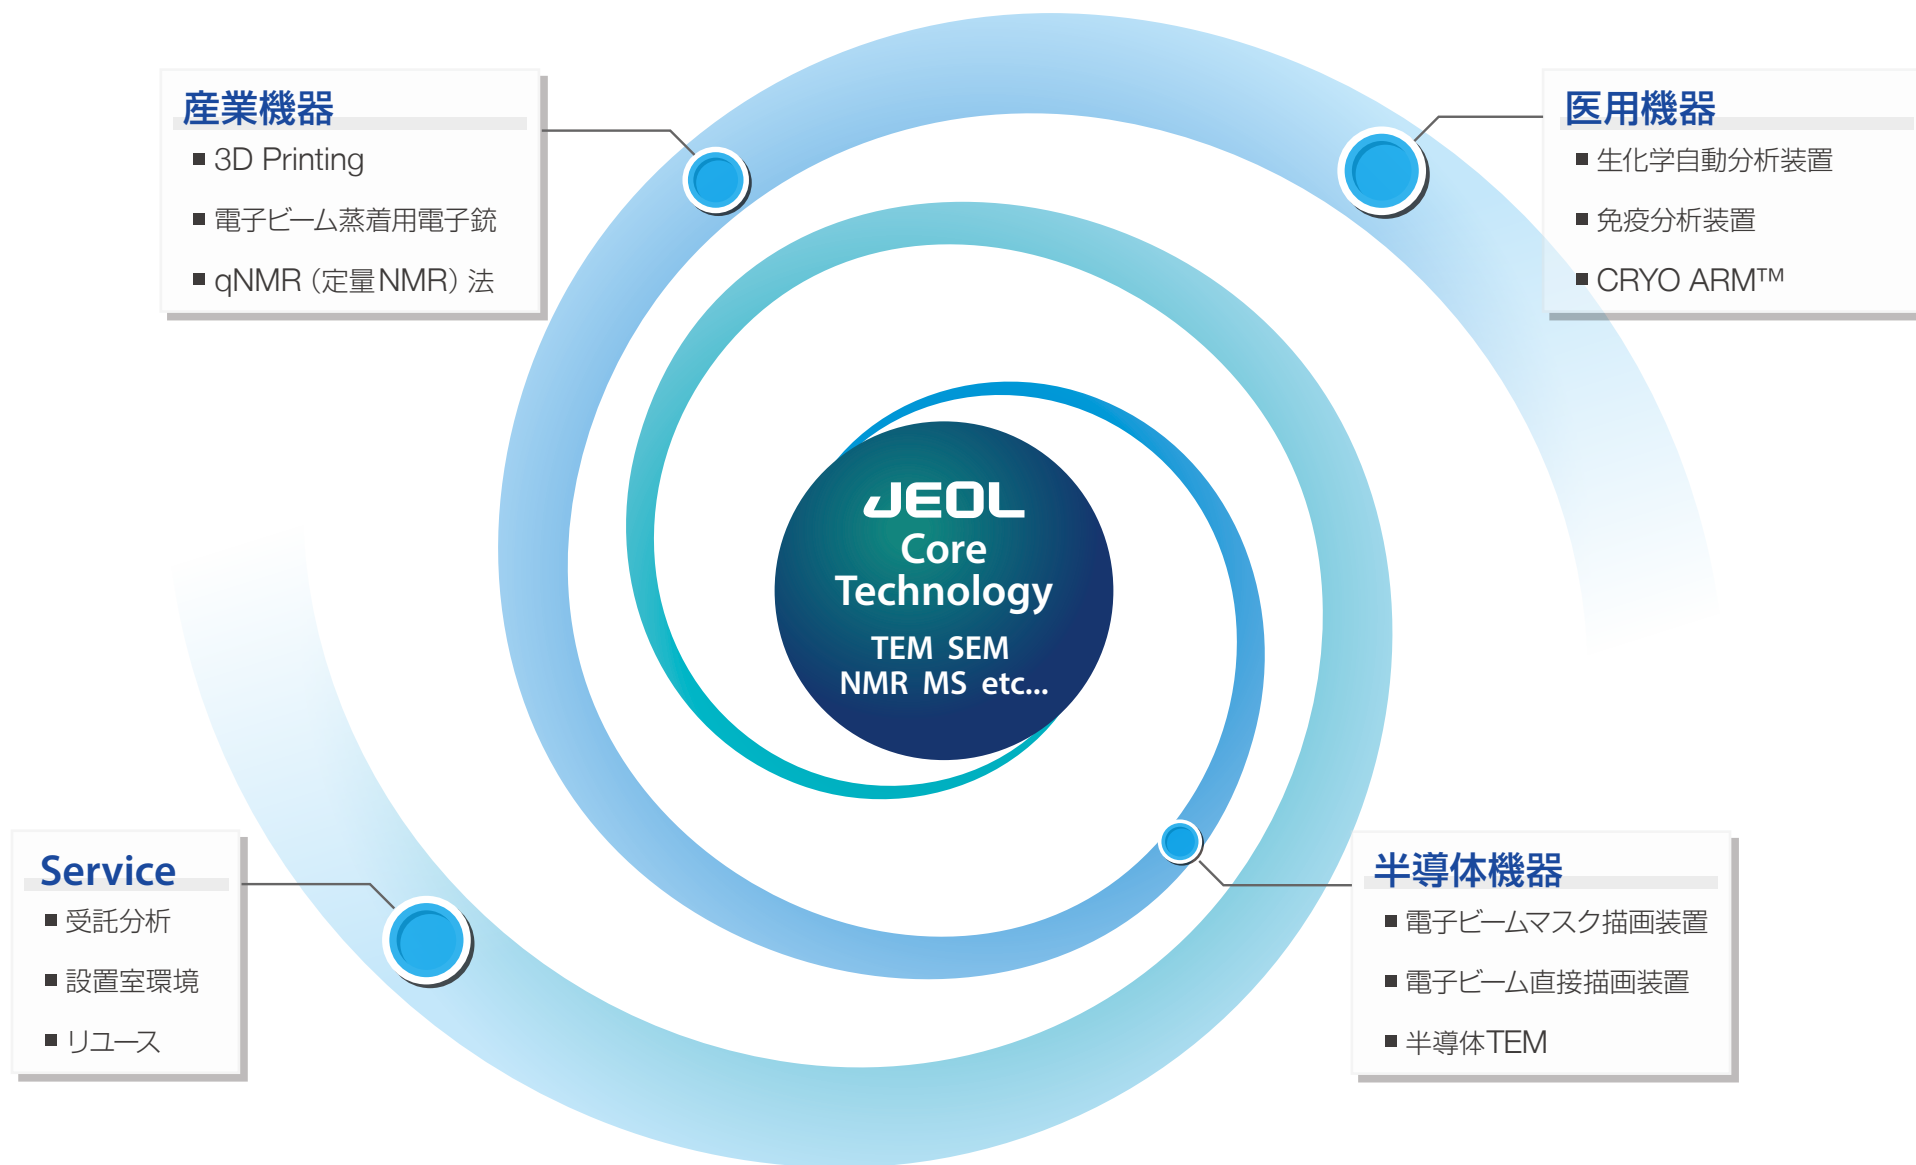 産業機器
■ 3D Printing
■ 電子ビーム蒸着用電子銃
■ qNMR（定量NMR）法
医用機器
■ 生化学自動分析装置
■ 免疫分析装置
■ CRYO ARM™
JEOL
Core
Technology
TEM SEM
NMR MS etc...
Service
■ 受託分析
■ 設置室環境
■ リユース
半導体機器
■ 電子ビームマスク描画装置
■ 電子ビーム直接描画装置
■ 半導体TEM